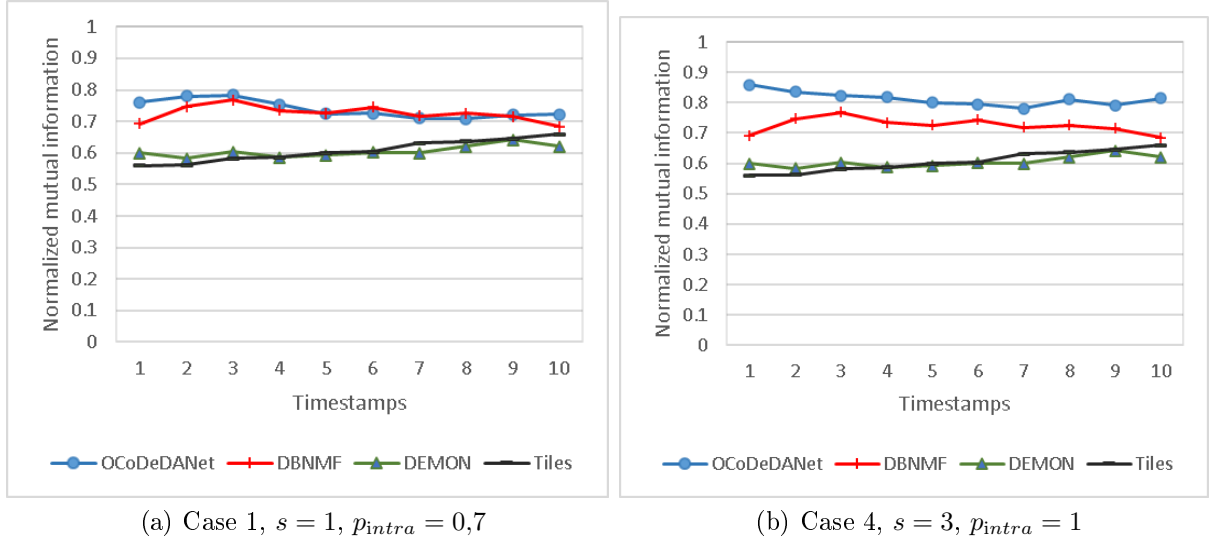 1
0.9
0.8
0.7
0.6
0.5
0.4
0.3
0.2
0.1
0
Normalized mutual information
1 2 3 4 5 6 7 8 9 10
Timestamps
OCoDeDANet DBNMF DEMON Tiles
(a) Case 1, s = 1, pintra = 0,7
1
0.9
0.8
0.7
0.6
0.5
0.4
0.3
0.2
0.1
0
Normalized mutual information
1 2 3 4 5 6 7 8 9 10
Timestamps
OCoDeDANet DBNMF DEMON Tiles
(b) Case 4, s = 3, pintra = 1